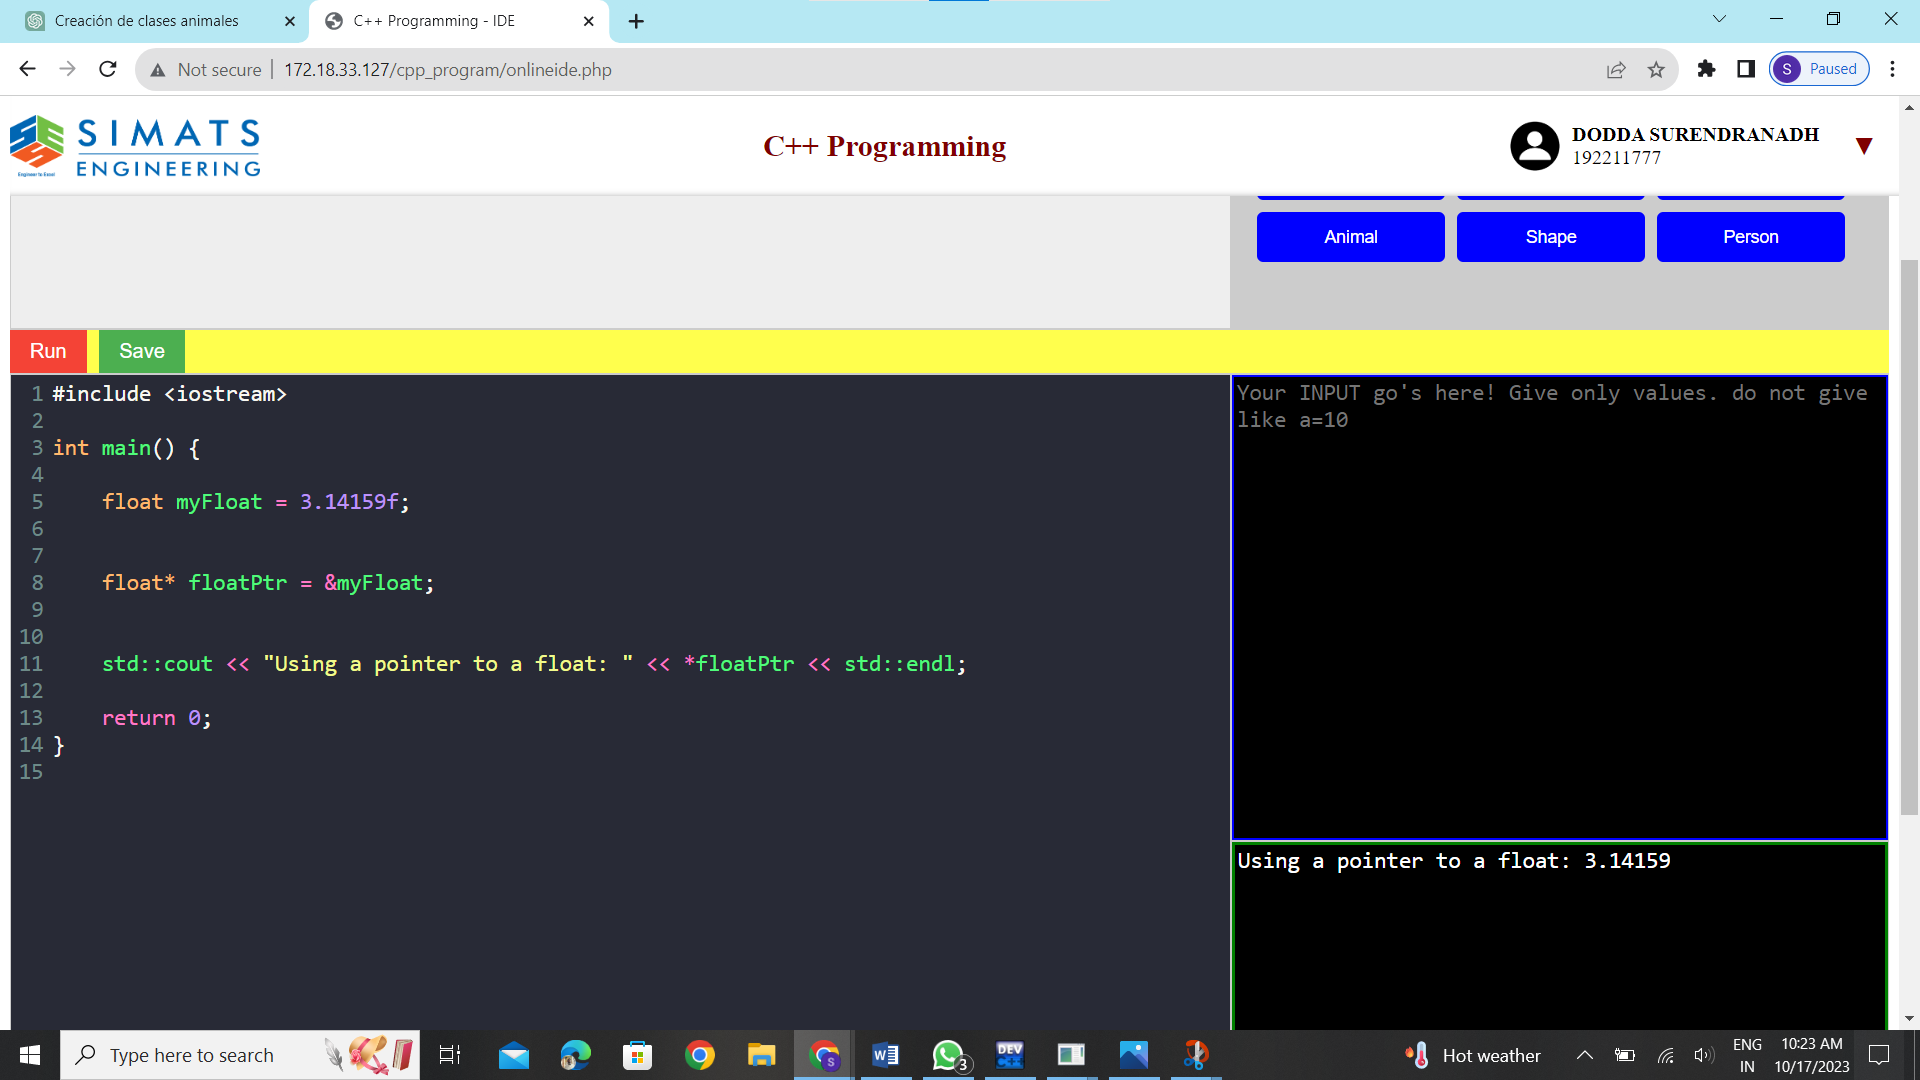 Creación de clases animales
C++ Programming - IDE
Not secure
172.18.33.127/cpp_program/onlineide.php
S
Paused
SIMATS
ENGINEERING
Engineer to Excel
C++ Programming
DODDA SURENDRANADH
192211777
Animal
Shape
Person
Run
Save
1 #include <iostream>
2
3 int main() {
4
5     float myFloat = 3.14159f;
6
7
8     float* floatPtr = &myFloat;
9
10
11     std::cout << "Using a pointer to a float: " << *floatPtr << std::endl;
12
13     return 0;
14 }
15
Your INPUT go's here! Give only values. do not give
like a=10
Using a pointer to a float: 3.14159
Type here to search
S
W
3
DEV
C++
Hot weather
ENG
IN
10:23 AM
10/17/2023